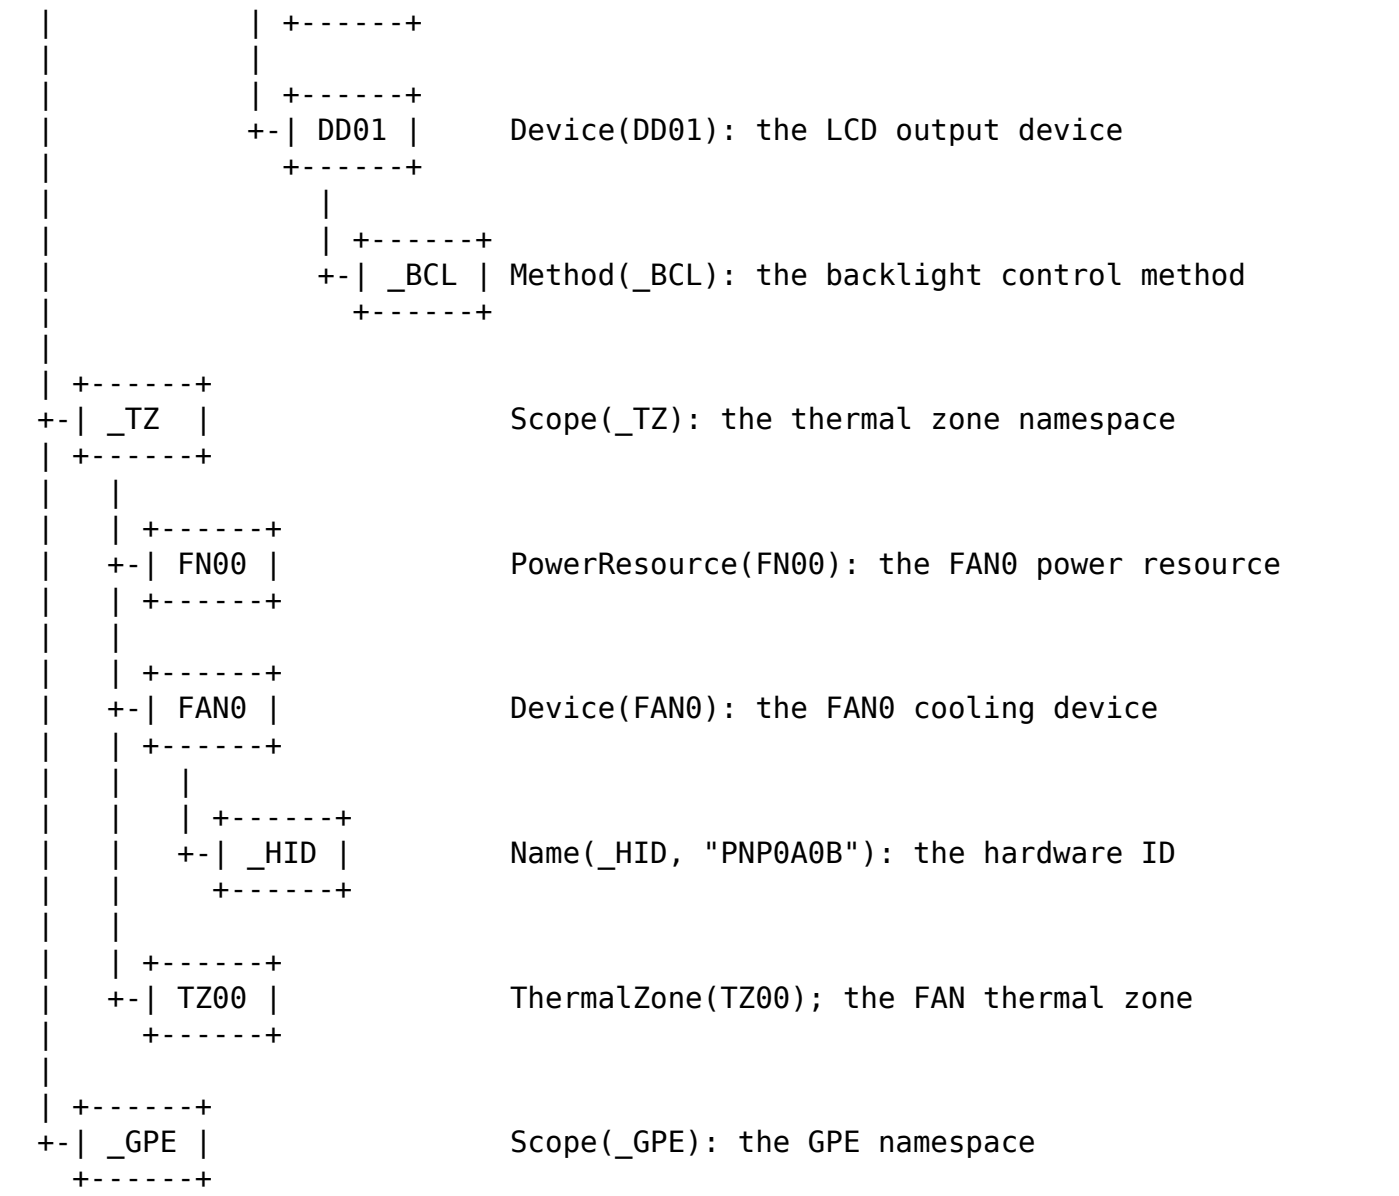 |           | +------+
|           |
|           | +------+
|           +-| DD01 |     Device(DD01): the LCD output device
|             +------+
|               |
|               | +------+
|               +-| _BCL | Method(_BCL): the backlight control method
|                 +------+
|
| +------+
+-| _TZ  |                 Scope(_TZ): the thermal zone namespace
| +------+
|   |
|   | +------+
|   +-| FN00 |             PowerResource(FN00): the FAN0 power resource
|   | +------+
|   |
|   | +------+
|   +-| FAN0 |             Device(FAN0): the FAN0 cooling device
|   | +------+
|   |   |
|   |   | +------+
|   |   +-| _HID |         Name(_HID, "PNP0A0B"): the hardware ID
|   |     +------+
|   |
|   | +------+
|   +-| TZ00 |             ThermalZone(TZ00); the FAN thermal zone
|     +------+
|
| +------+
+-| _GPE |                 Scope(_GPE): the GPE namespace
  +------+